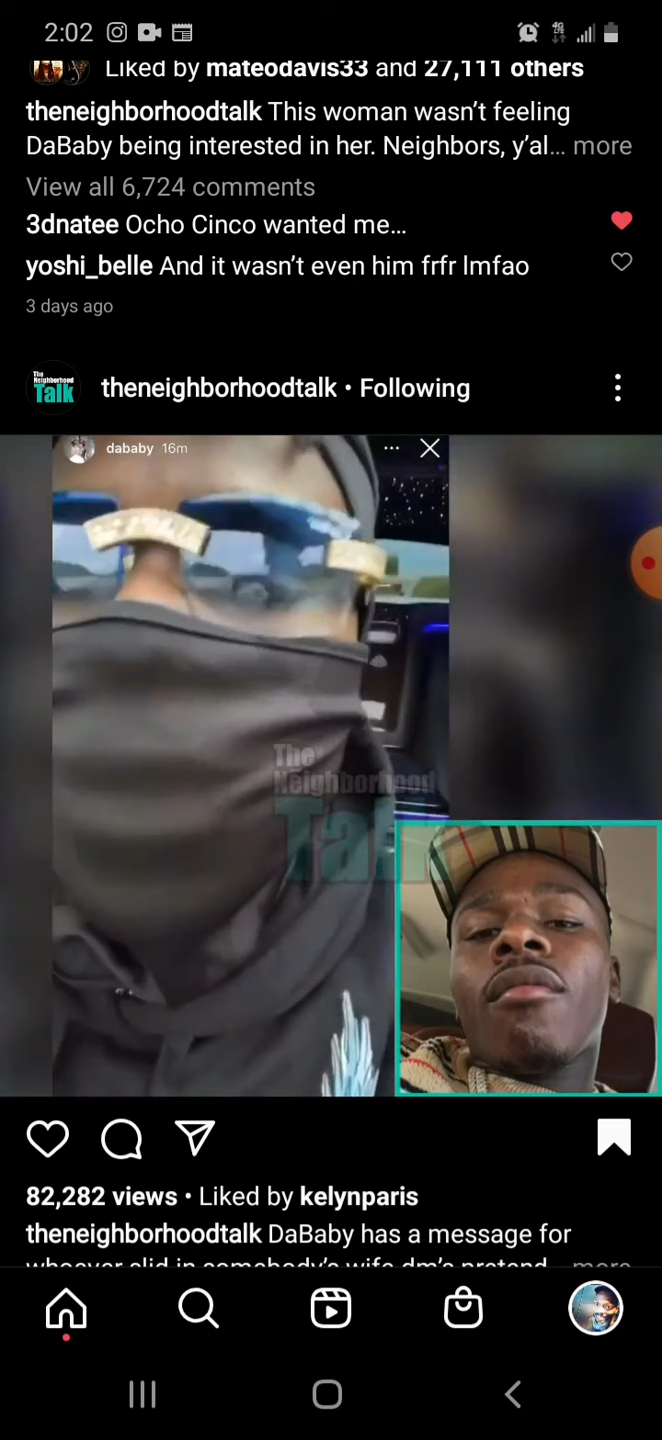 2:02
4G
LTE
Liked by mateodavis33 and 27,111 others
theneighborhoodtalk This woman wasn't feeling
DaBaby being interested in her. Neighbors, y'al... more
View all 6,724 comments
3dnatee Ocho Cinco wanted me...
yoshi_belle And it wasn't even him frfr lmfao
3 days ago
The
Neighborhood
Talk
theneighborhoodtalk • Following
dababy 16m
The
Neighborhood
Talk
82,282 views • Liked by kelynparis
theneighborhoodtalk DaBaby has a message for
whoever slid in somebody's wife dm's pretend... more